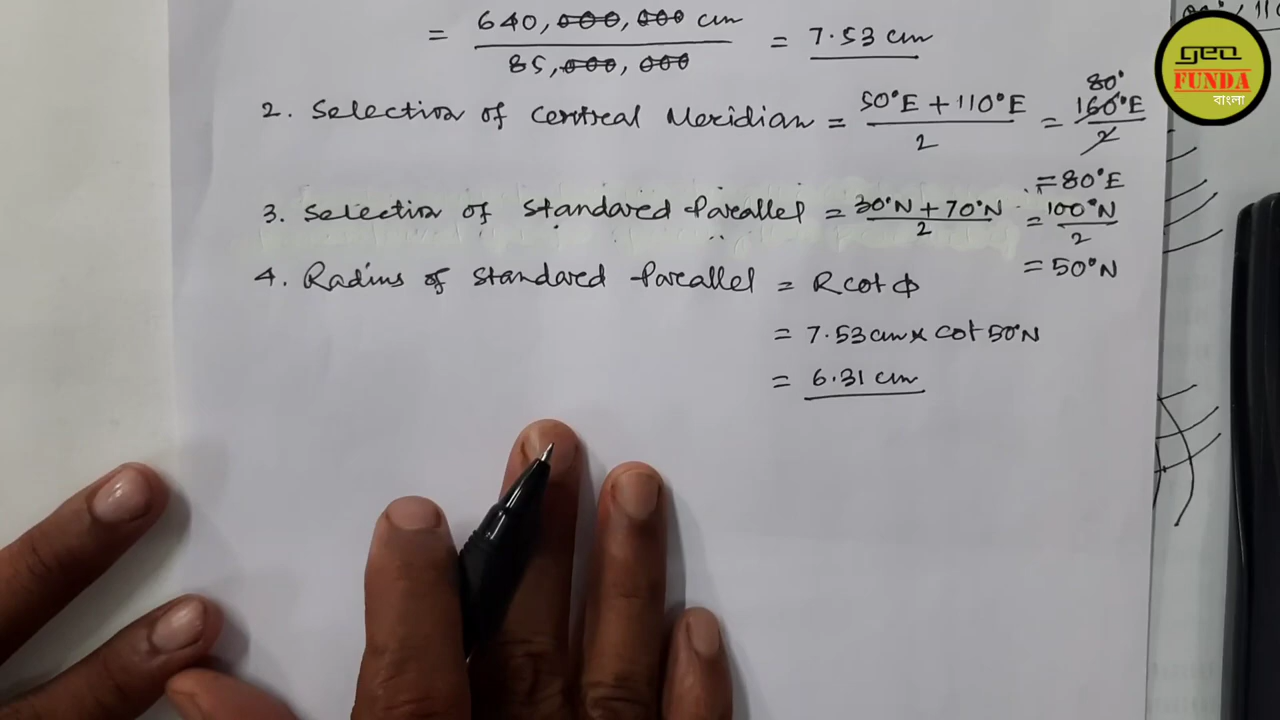 = 640,000,000 cm / 85,000,000 = 7.53 cm
2. Selection of Central Meridian = 50°E + 110°E / 2 = 80° 160°E / 2
= 80°E
3. Selection of Standared Parallel = 30°N + 70°N / 2 = 100°N / 2
= 50°N
4. Radius of Standared Parallel = R cot φ
= 7.53 cm × cot 50°N
= 6.31 cm
geo
FUNDA
বাংলা